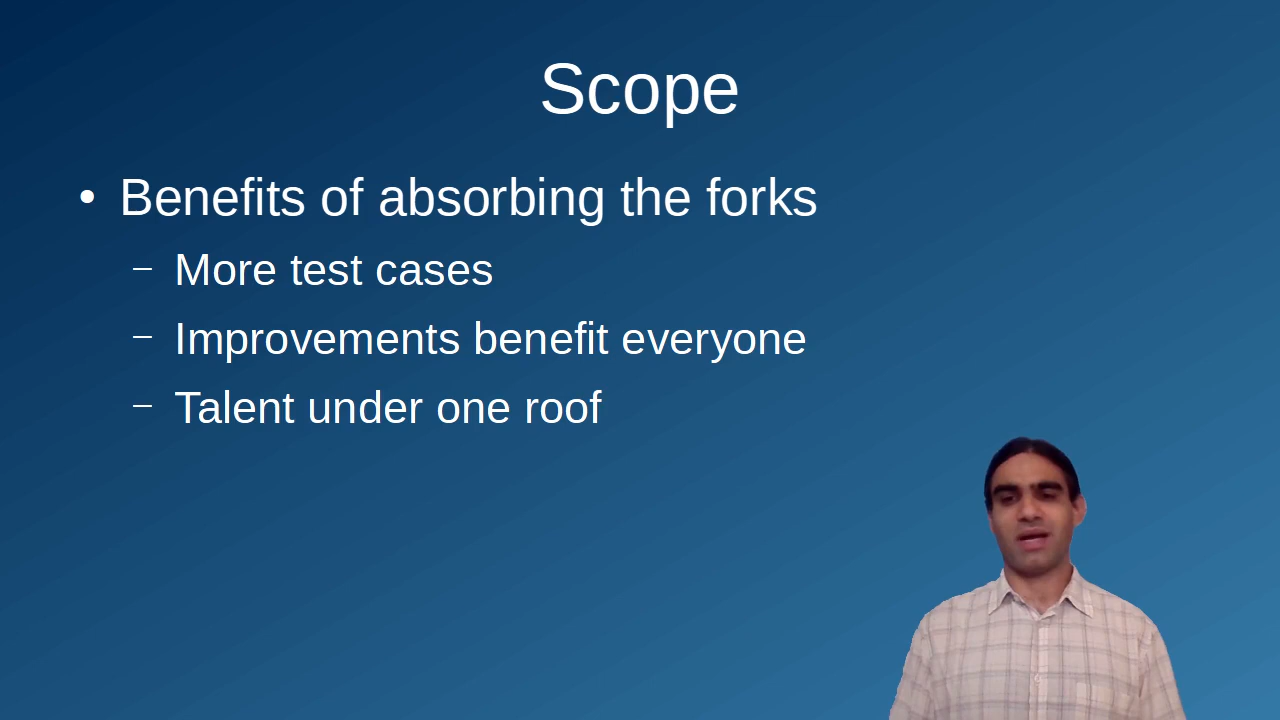 Scope
• Benefits of absorbing the forks
– More test cases
– Improvements benefit everyone
– Talent under one roof